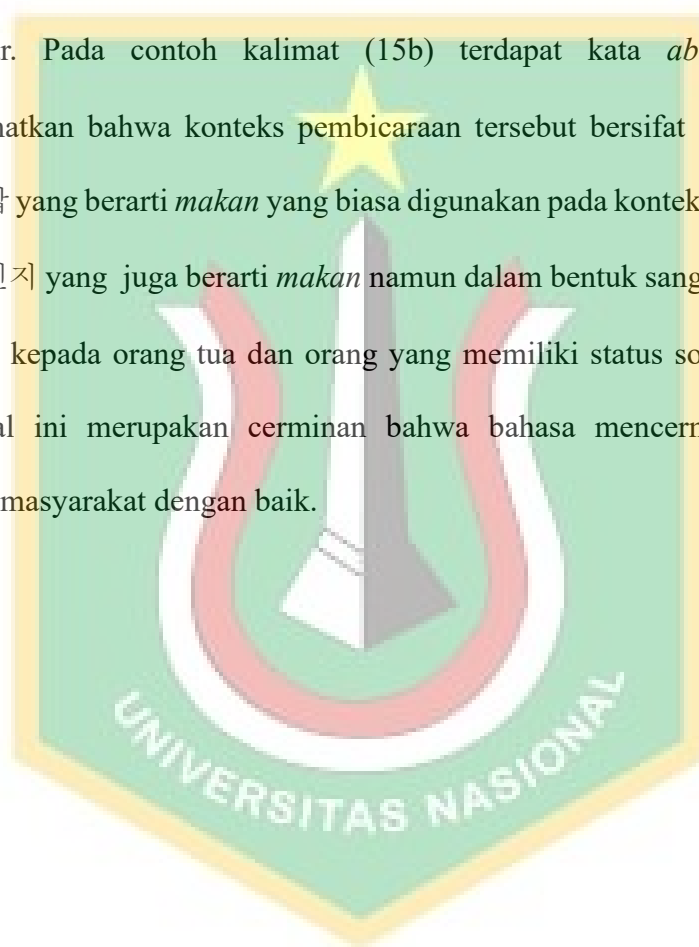 r. Pada contoh kalimat (15b) terdapat kata ab
natkan bahwa konteks pembicaraan tersebut bersifat
yang berarti makan yang biasa digunakan pada kontek
지 yang juga berarti makan namun dalam bentuk sang
kepada orang tua dan orang yang memiliki status so
al ini merupakan cerminan bahwa bahasa mencern
masyarakat dengan baik.
UNIVERSITAS NASIONAL